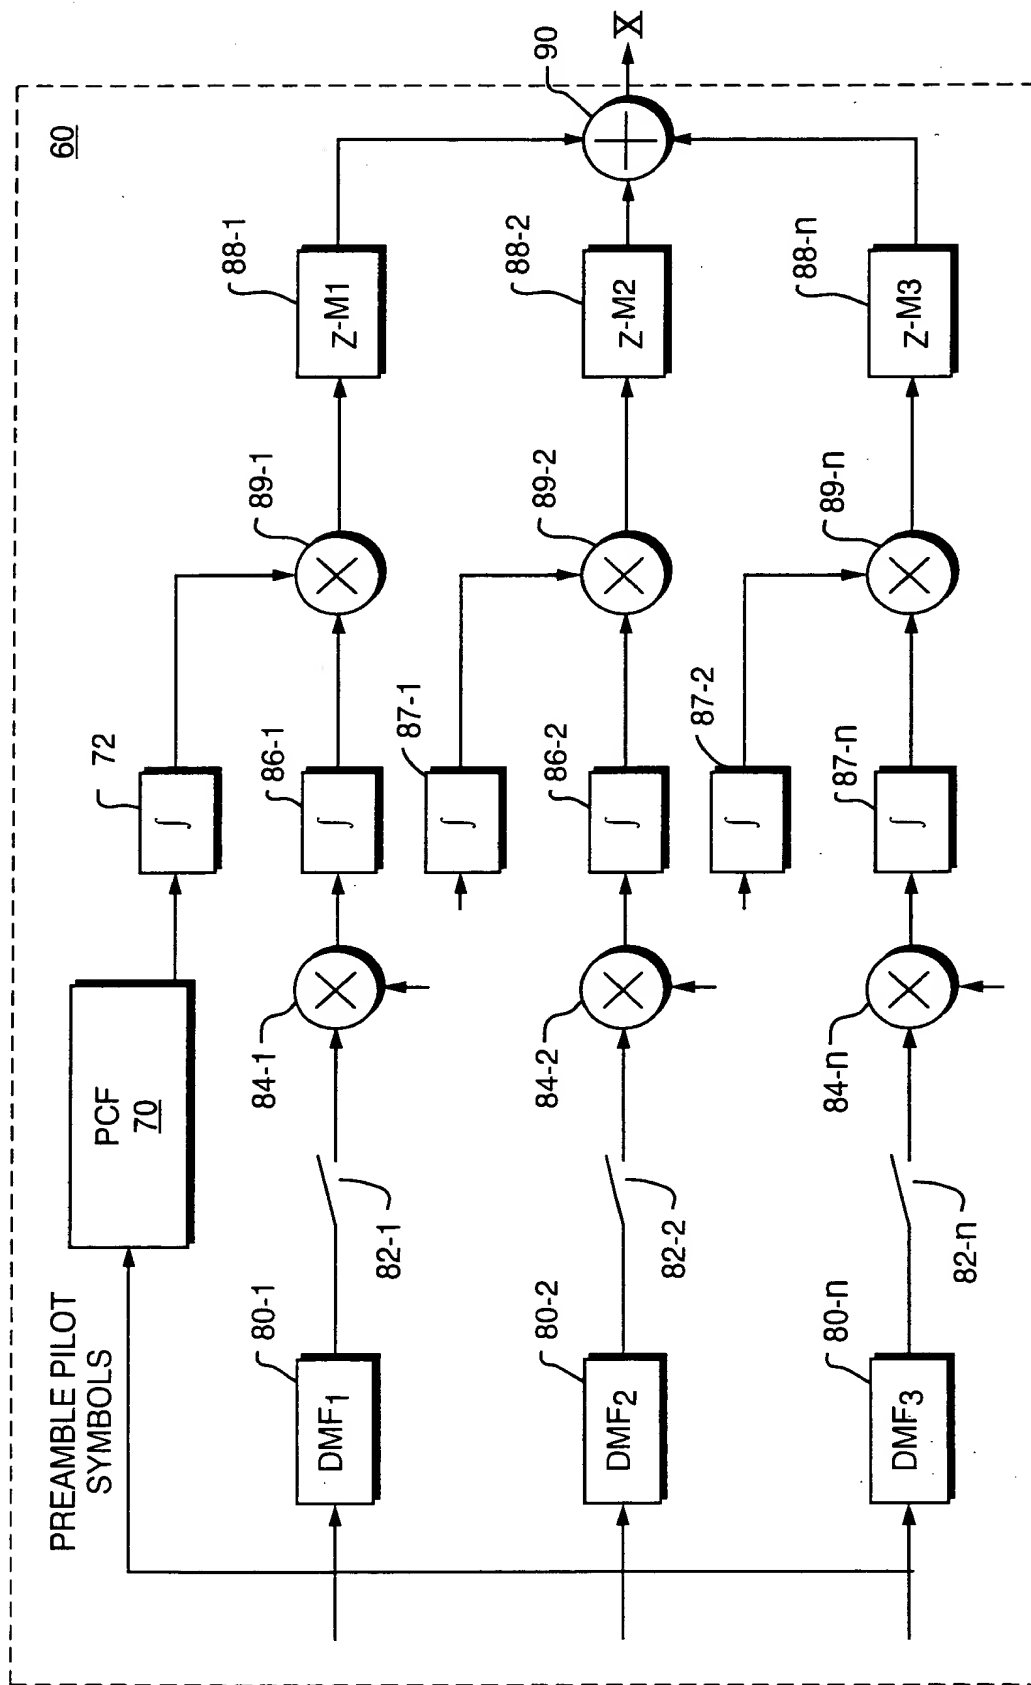 60
PREAMBLE PILOT
SYMBOLS
PCF
70
72
∫
80-1
DMF1
82-1
84-1
86-1
∫
89-1
88-1
Z-M1
90
X
87-1
∫
80-2
DMF2
82-2
84-2
86-2
∫
89-2
88-2
Z-M2
87-2
∫
80-n
DMF3
82-n
84-n
87-n
∫
89-n
88-n
Z-M3